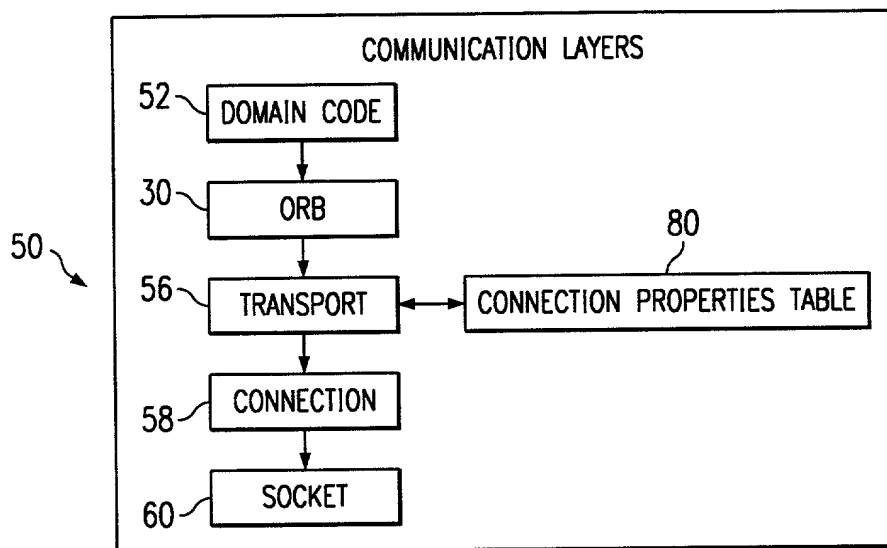 COMMUNICATION LAYERS
52
DOMAIN CODE
30
ORB
50
80
56
TRANSPORT
CONNECTION PROPERTIES TABLE
58
CONNECTION
60
SOCKET